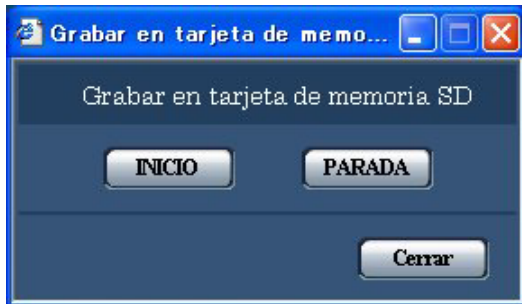 Grabar en tarjeta de memo...
Grabar en tarjeta de memoria SD
INICIO PARADA
Cerrar